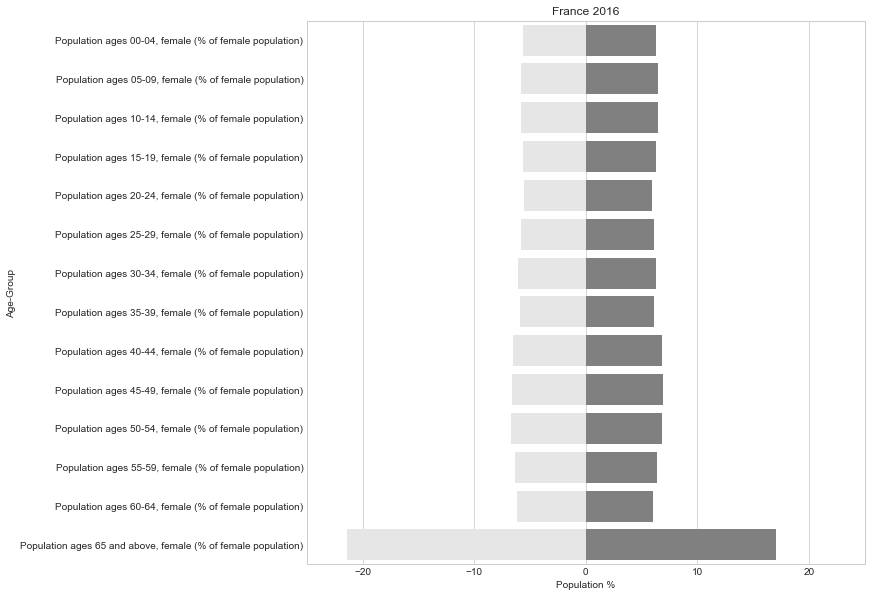 France 2016
Population ages 00-04, female (% of female population)
Population ages 05-09, female (% of female population)
Population ages 10-14, female (% of female population)
Population ages 15-19, female (% of female population)
Population ages 20-24, female (% of female population)
Population ages 25-29, female (% of female population)
Population ages 30-34, female (% of female population)
Age-Group
Population ages 35-39, female (% of female population)
Population ages 40-44, female (% of female population)
Population ages 45-49, female (% of female population)
Population ages 50-54, female (% of female population)
Population ages 55-59, female (% of female population)
Population ages 60-64, female (% of female population)
Population ages 65 and above, female (% of female population)
−20 −10 0 10 20
Population %